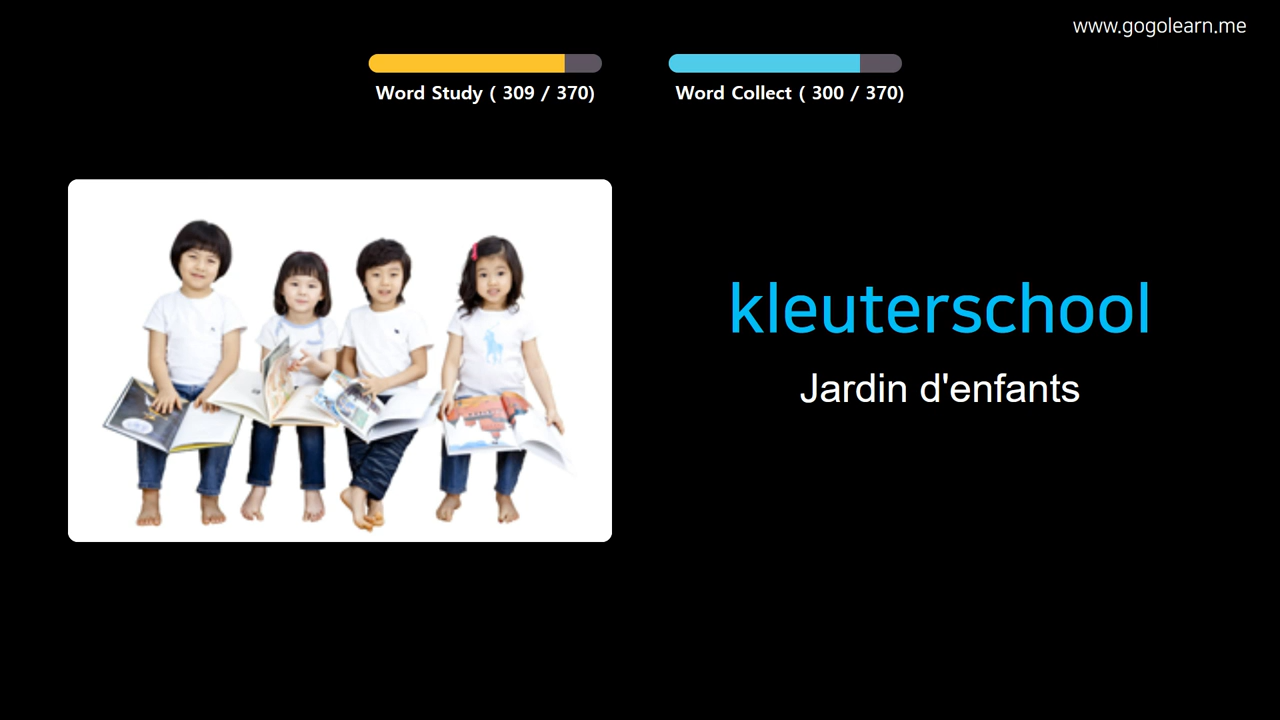 www.gogolearn.me
Word Study ( 309 / 370)
Word Collect ( 300 / 370)
kleuterschool
Jardin d'enfants